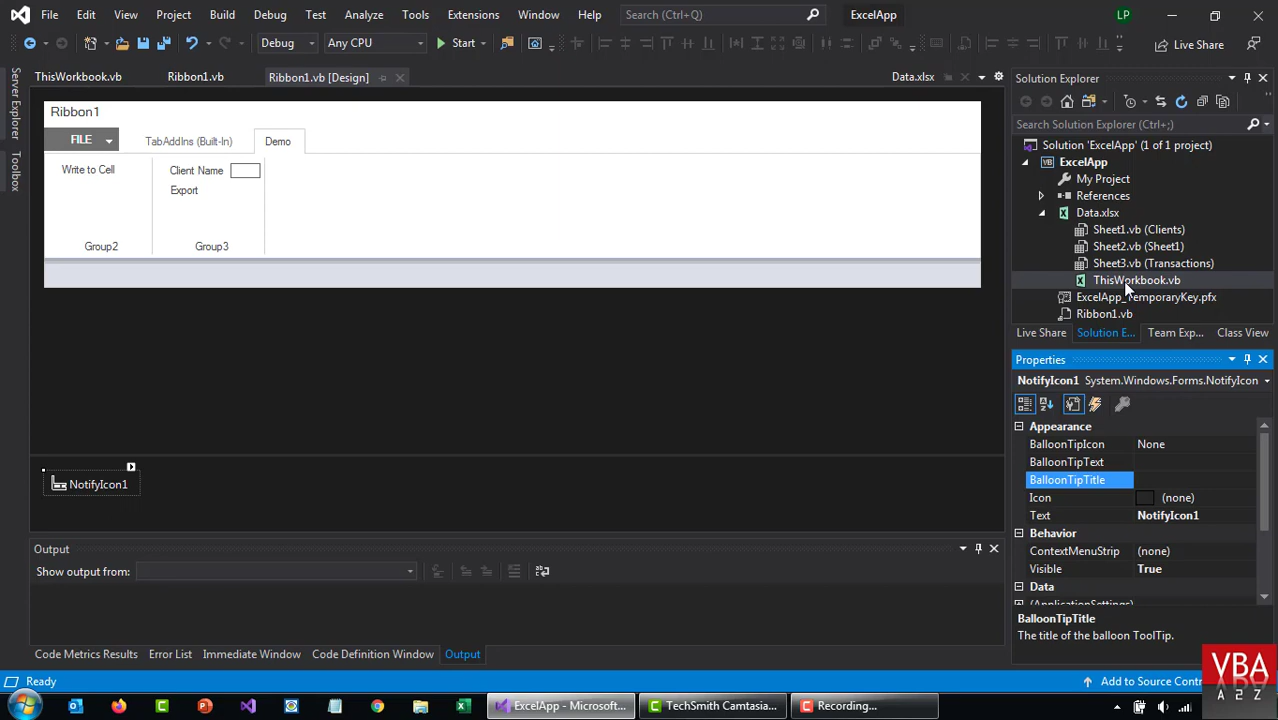 File Edit View Project Build Debug Test Analyze Tools Extensions Window Help Search (Ctrl+Q) ExcelApp LP
Debug Any CPU Start Live Share
ThisWorkbook.vb Ribbon1.vb Ribbon1.vb [Design] Data.xlsx
Server Explorer
Toolbox
Ribbon1
FILE TabAddIns (Built-In) Demo
Write to Cell Client Name
Export
Group2 Group3
NotifyIcon1
Output
Show output from:
Code Metrics Results Error List Immediate Window Code Definition Window Output
Solution Explorer
Search Solution Explorer (Ctrl+;)
Solution 'ExcelApp' (1 of 1 project)
ExcelApp
My Project
References
Data.xlsx
Sheet1.vb (Clients)
Sheet2.vb (Sheet1)
Sheet3.vb (Transactions)
ThisWorkbook.vb
ExcelApp_TemporaryKey.pfx
Ribbon1.vb
Live Share Solution E... Team Exp... Class View
Properties
NotifyIcon1 System.Windows.Forms.NotifyIcon
Appearance
BalloonTipIcon None
BalloonTipText
BalloonTipTitle
Icon (none)
Text NotifyIcon1
Behavior
ContextMenuStrip (none)
Visible True
Data
(ApplicationSettings)
BalloonTipTitle
The title of the balloon ToolTip.
Ready Add to Source Contr
VBA
A 2 Z
ExcelApp - Microsoft... TechSmith Camtasia... Recording...